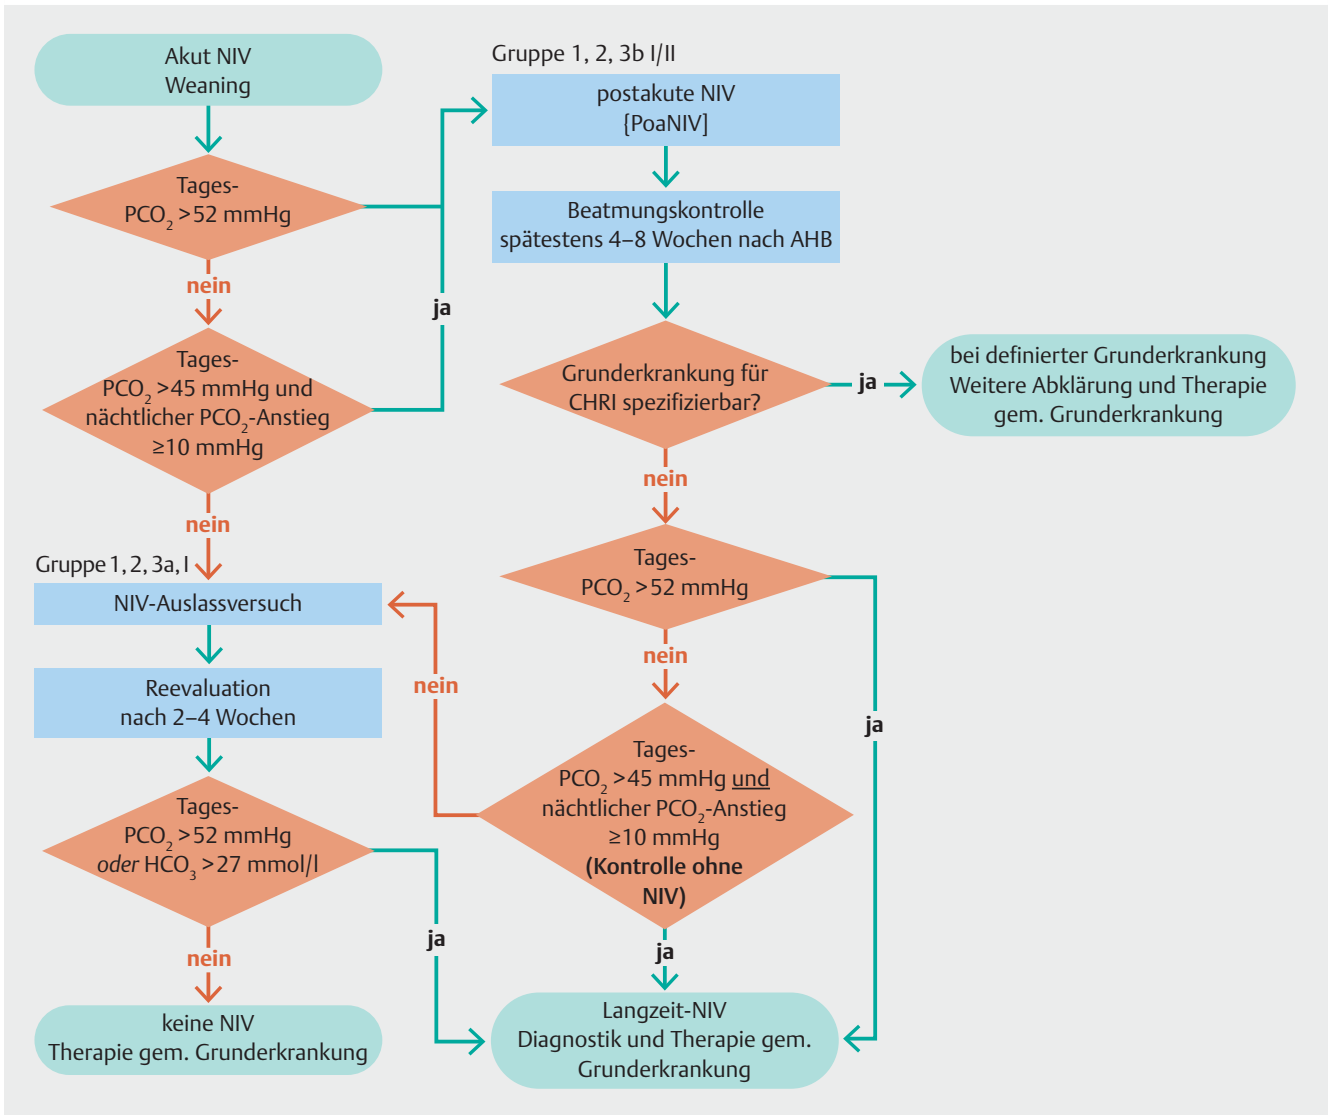 Akut NIV
Weaning
Tages-
PCO₂ >52 mmHg
nein
ja
Tages-
PCO₂ >45 mmHg und
nächtlicher PCO₂-Anstieg
≥10 mmHg
nein
Gruppe 1, 2, 3a, I
NIV-Auslassversuch
Reevaluation
nach 2–4 Wochen
Tages-
PCO₂ >52 mmHg
oder HCO₃ >27 mmol/l
ja
nein
keine NIV
Therapie gem. Grunderkrankung
Gruppe 1, 2, 3b I/II
postakute NIV
[PoaNIV]
Beatmungskontrolle
spätestens 4–8 Wochen nach AHB
Grunderkrankung für
CHRI spezifizierbar?
ja
bei definierter Grunderkrankung
Weitere Abklärung und Therapie
gem. Grunderkrankung
nein
Tages-
PCO₂ >52 mmHg
nein
nein
ja
Tages-
PCO₂ >45 mmHg und
nächtlicher PCO₂-Anstieg
≥10 mmHg
(Kontrolle ohne
NIV)
ja
Langzeit-NIV
Diagnostik und Therapie gem.
Grunderkrankung